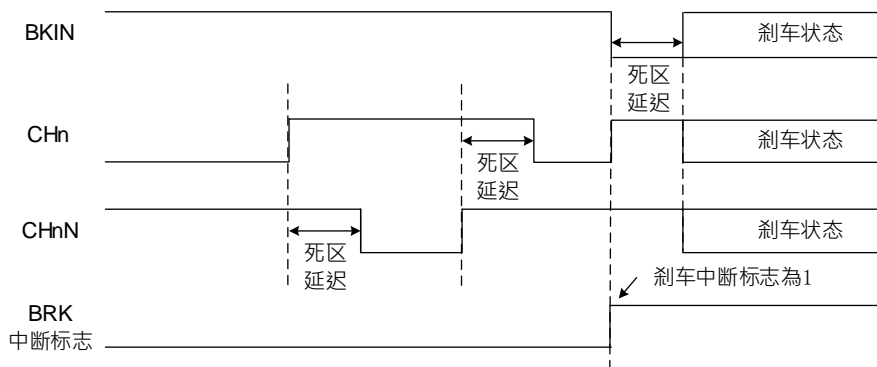 BKIN
刹车状态
死区
延迟
CHn
刹车状态
死区
延迟
CHnN
刹车状态
死区
延迟
刹车中断标志為1
BRK
中断标志